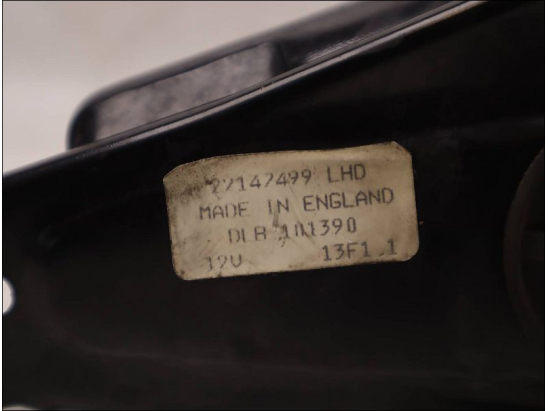 22147499 LHD
MADE IN ENGLAND
DLB 101390
12V 13F1.1